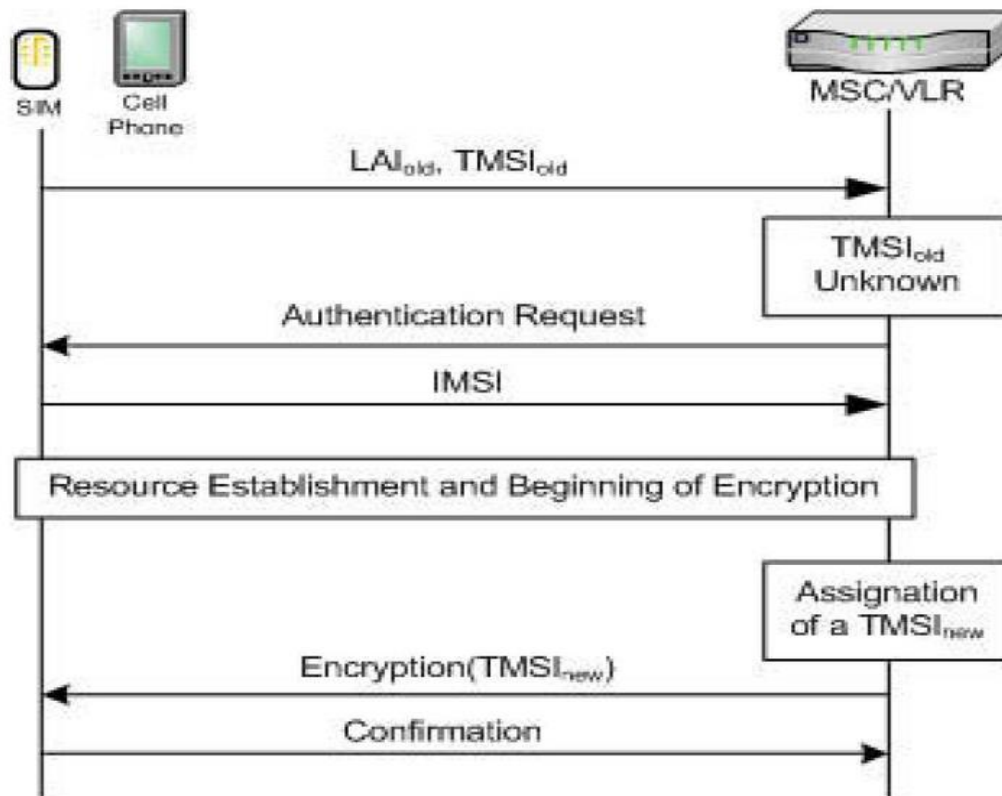 SIM
Cell
Phone
MSC/VLR
LAIold, TMSIold
TMSIold
Unknown
Authentication Request
IMSI
Resource Establishment and Beginning of Encryption
Assignation
of a TMSInew
Encryption(TMSInew)
Confirmation